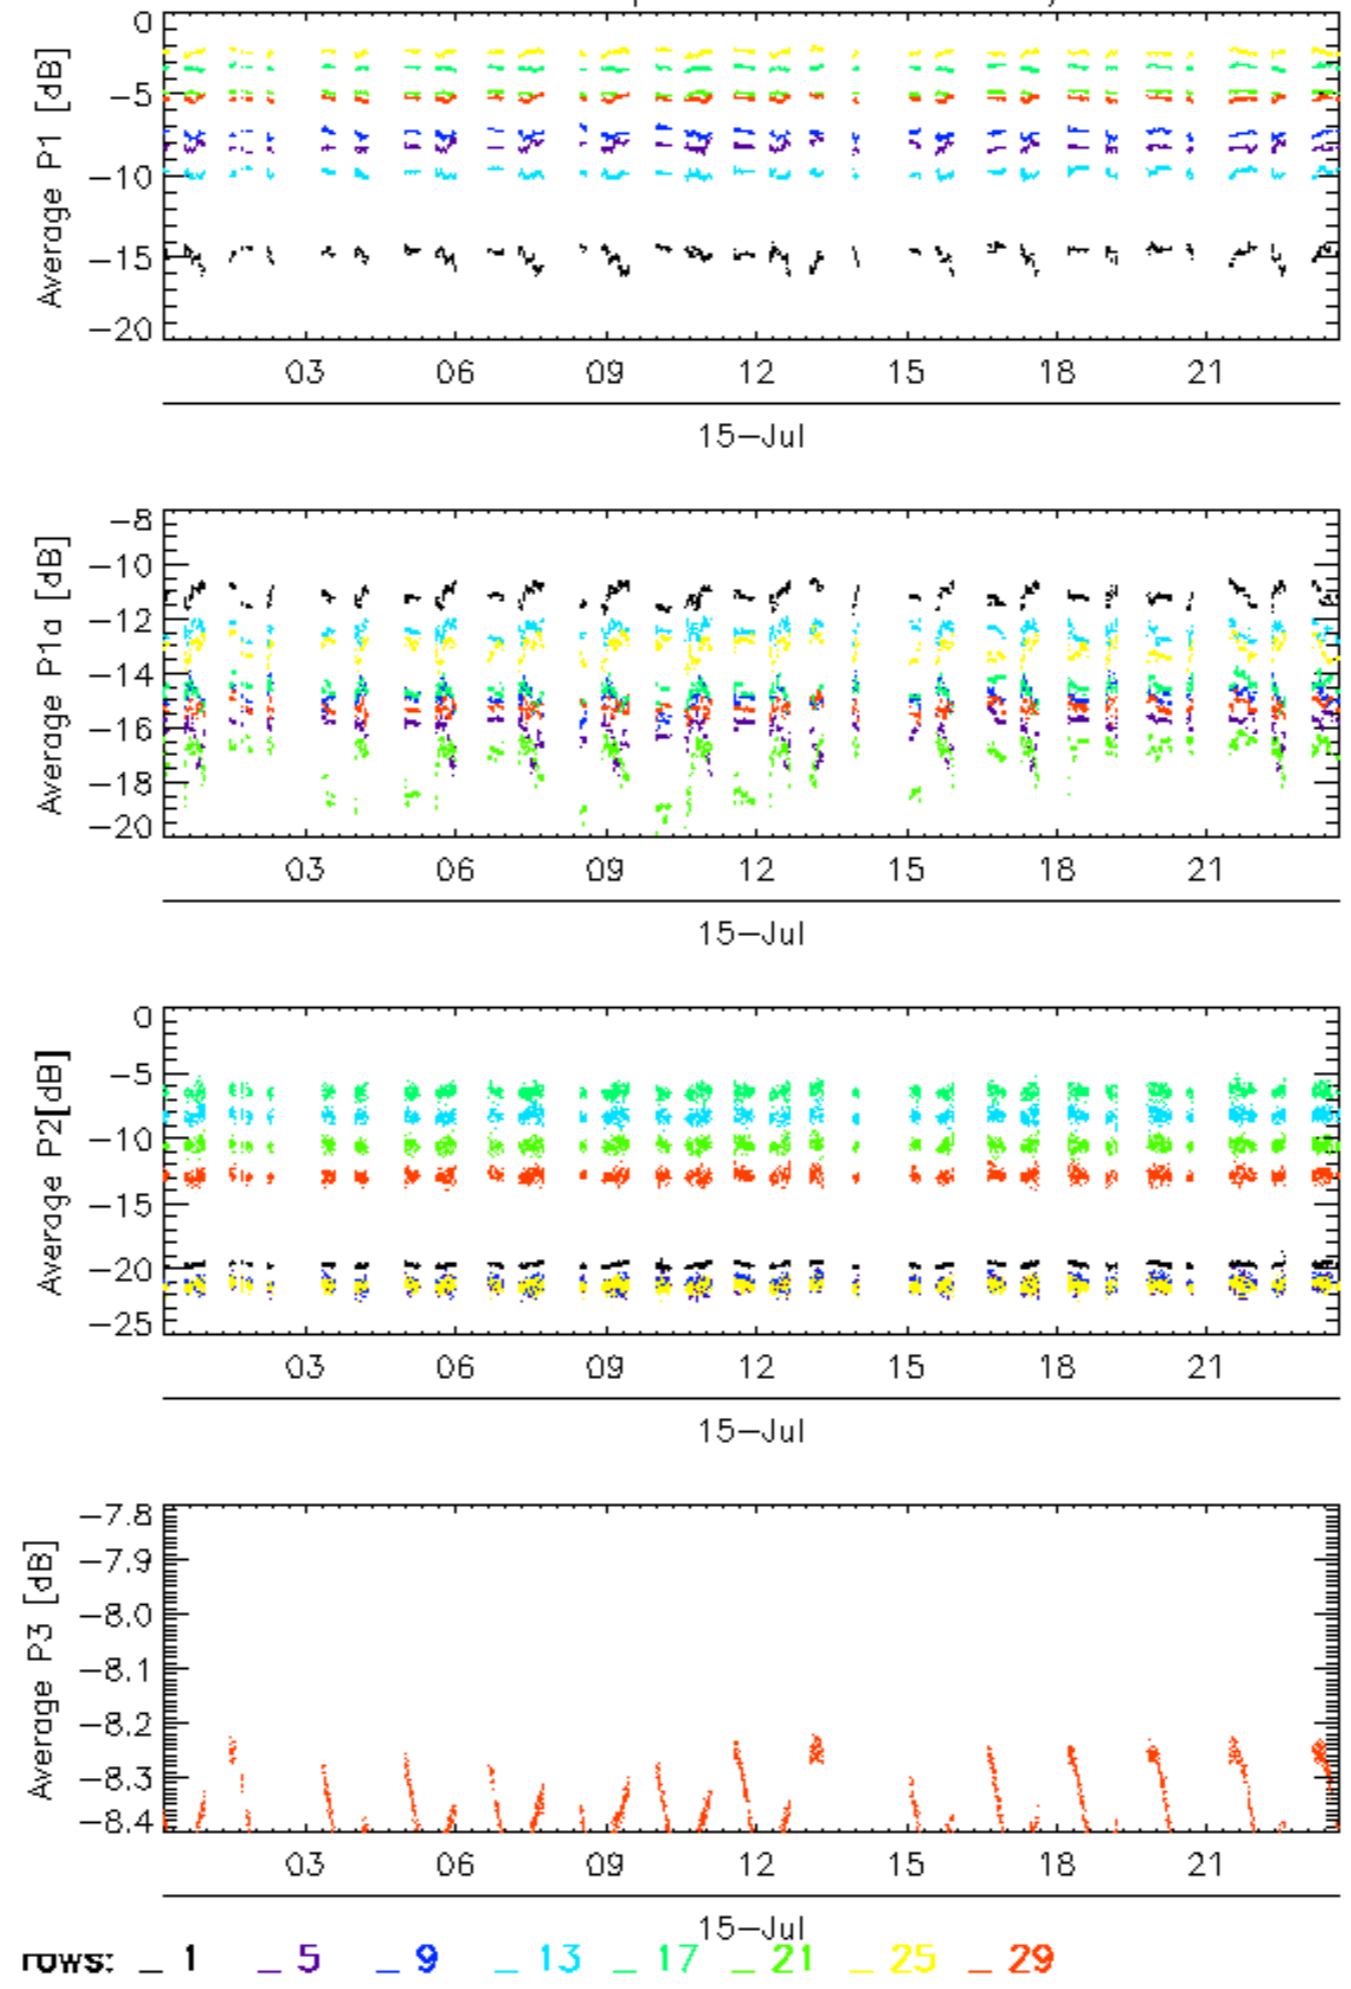 0
Average P1 [dB]
−5
−10
−15
−20
03 06 09 12 15 18 21
15−Jul
−8
Average P1a [dB]
−10
−12
−14
−16
−18
−20
03 06 09 12 15 18 21
15−Jul
0
Average P2[dB]
−5
−10
−15
−20
−25
03 06 09 12 15 18 21
15−Jul
−7.8
Average P3 [dB]
−7.9
−8.0
−8.1
−8.2
−8.3
−8.4
03 06 09 12 15 18 21
15−Jul
rows: _ 1 _ 5 _ 9 _ 13 _ 17 _ 21 _ 25 _ 29